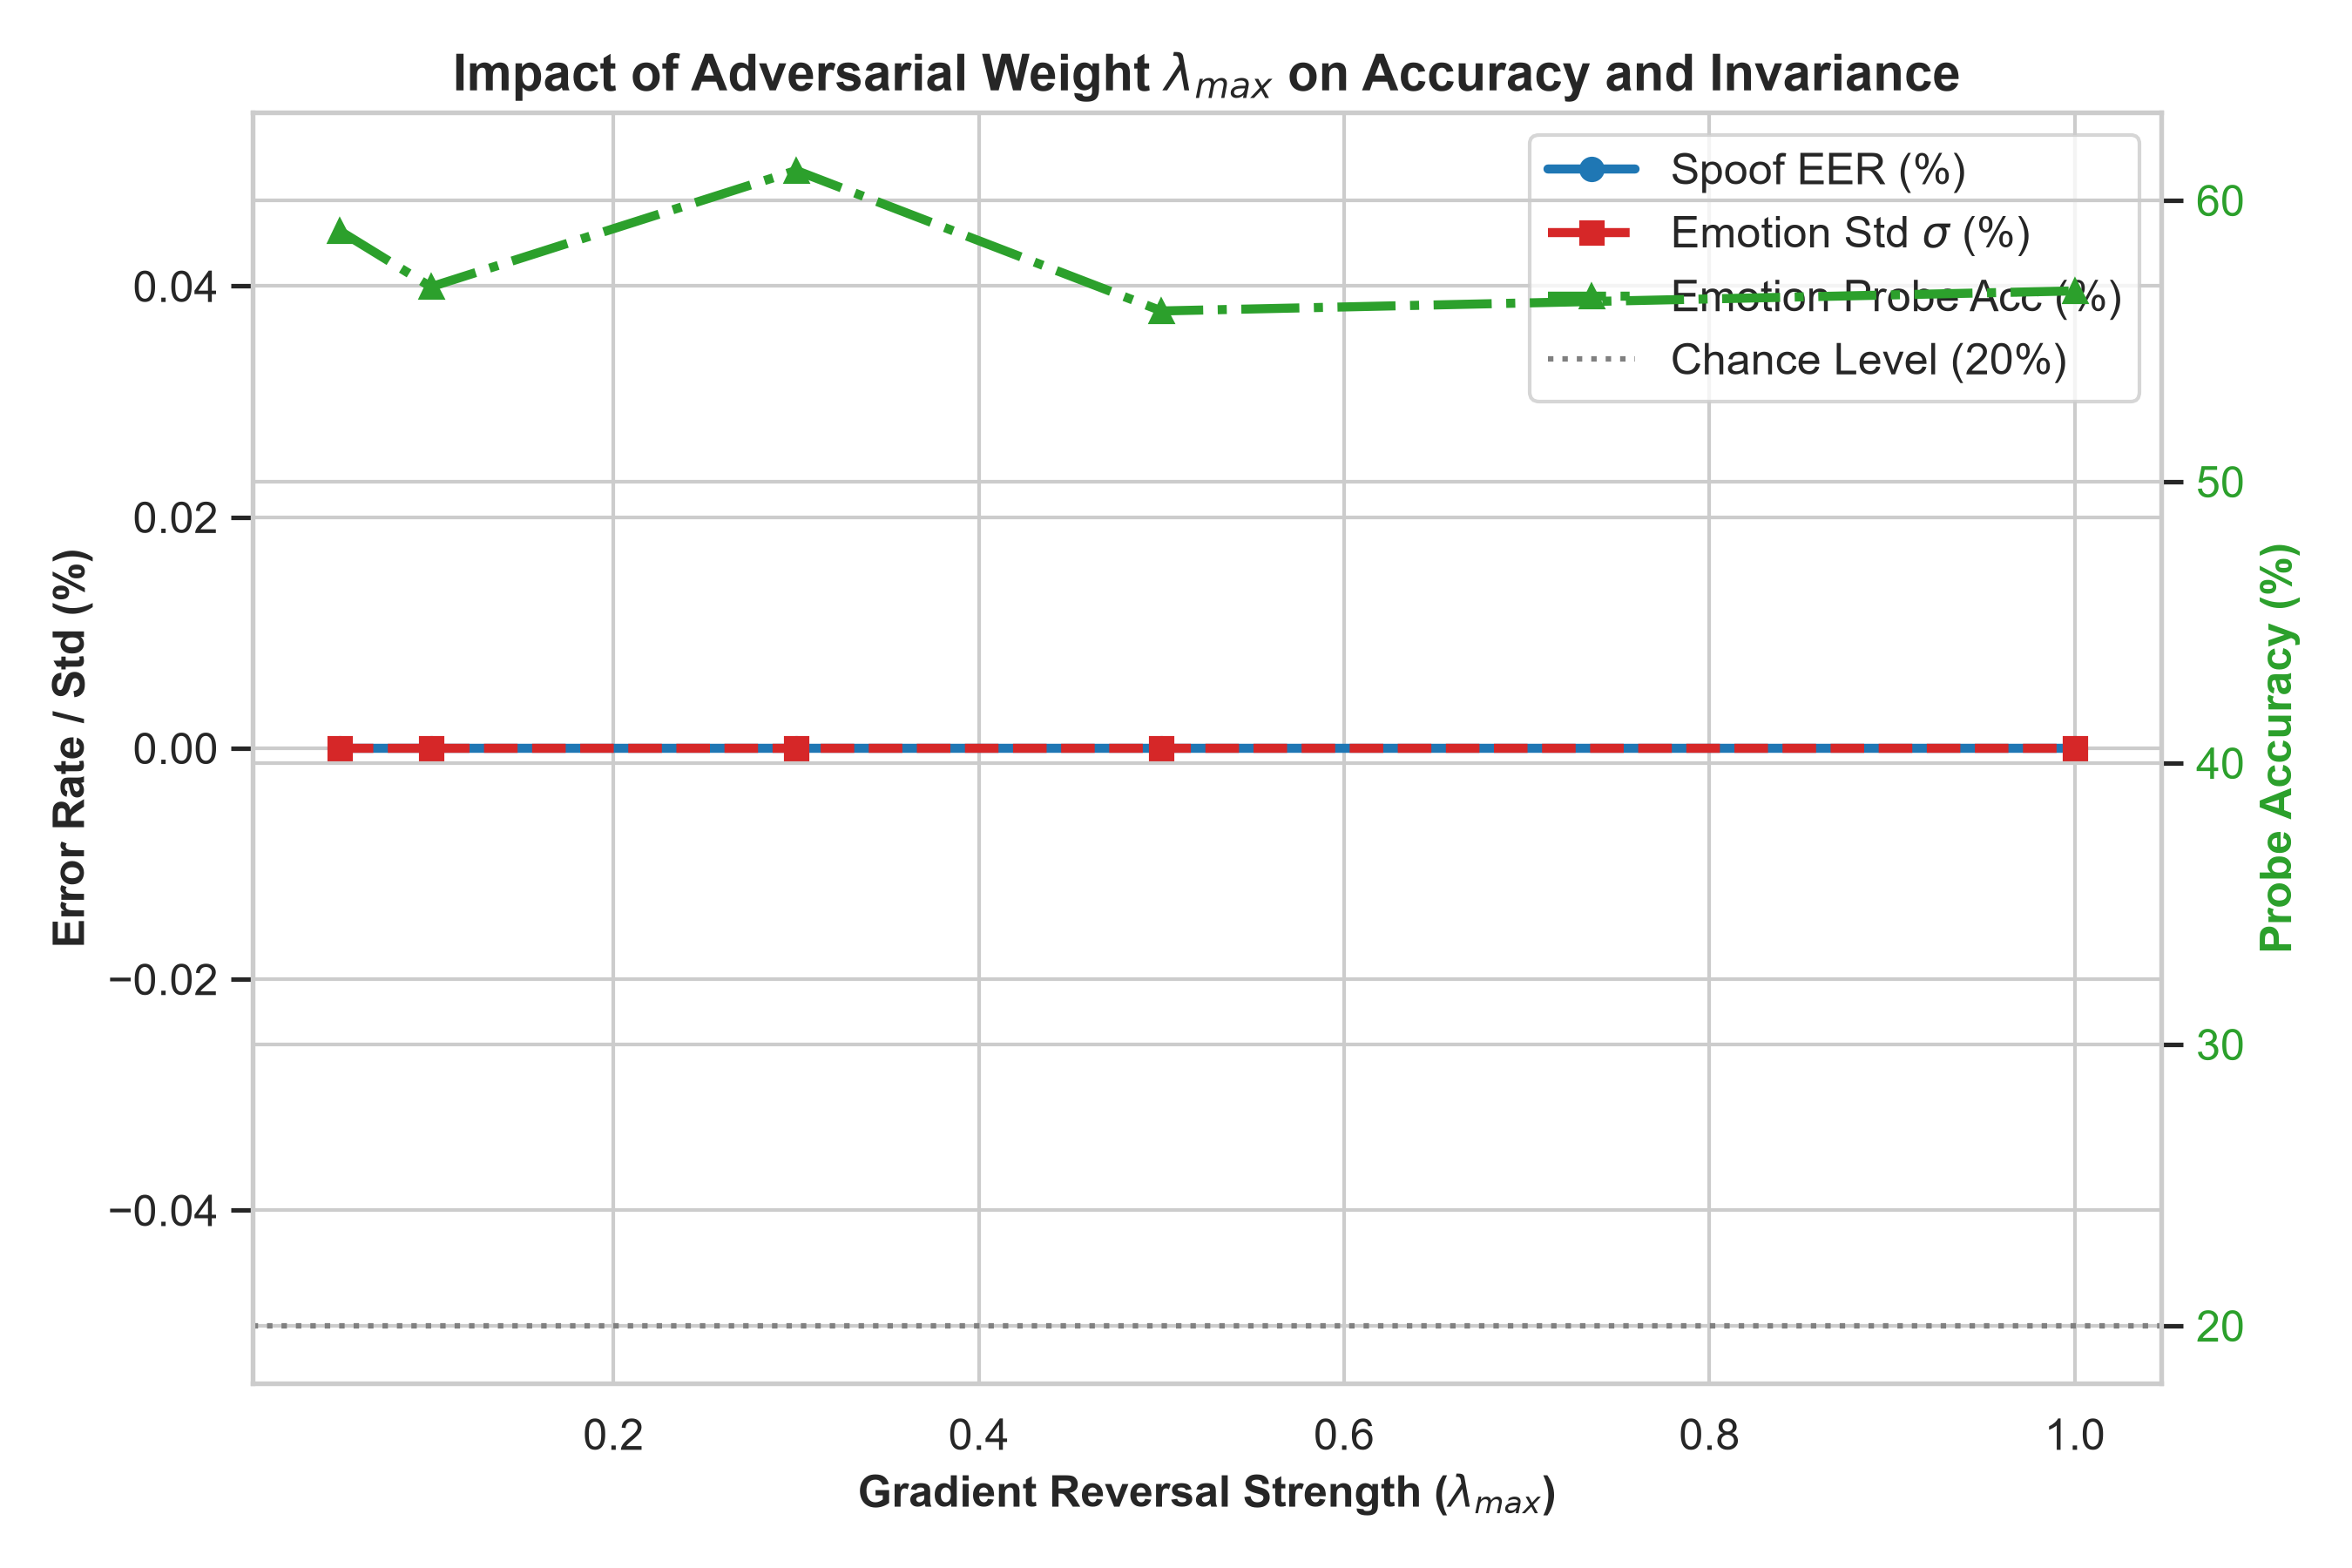 Impact of Adversarial Weight λmax on Accuracy and Invariance
Spoof EER (%)
Emotion Std σ (%)
Emotion Probe Acc (%)
Chance Level (20%)
Error Rate / Std (%)
0.04
0.02
0.00
−0.02
−0.04
60
50
40
30
20
Probe Accuracy (%)
0.2 0.4 0.6 0.8 1.0
Gradient Reversal Strength (λmax)